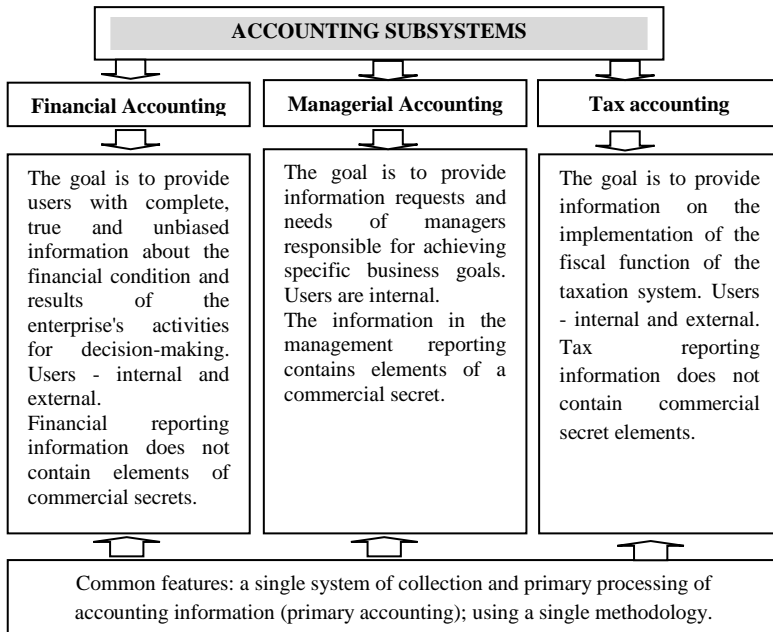 ACCOUNTING SUBSYSTEMS
Financial Accounting
Managerial Accounting
Tax accounting
The goal is to provide
users with complete,
true and unbiased
information about the
financial condition and
results of the
enterprise's activities
for decision-making.
Users - internal and
external.
Financial reporting
information does not
contain elements of
commercial secrets.
The goal is to provide
information requests and
needs of managers
responsible for achieving
specific business goals.
Users are internal.
The information in the
management reporting
contains elements of a
commercial secret.
The goal is to provide
information on the
implementation of the
fiscal function of the
taxation system. Users
- internal and external.
Tax reporting
information does not
contain commercial
secret elements.
Common features: a single system of collection and primary processing of
accounting information (primary accounting); using a single methodology.